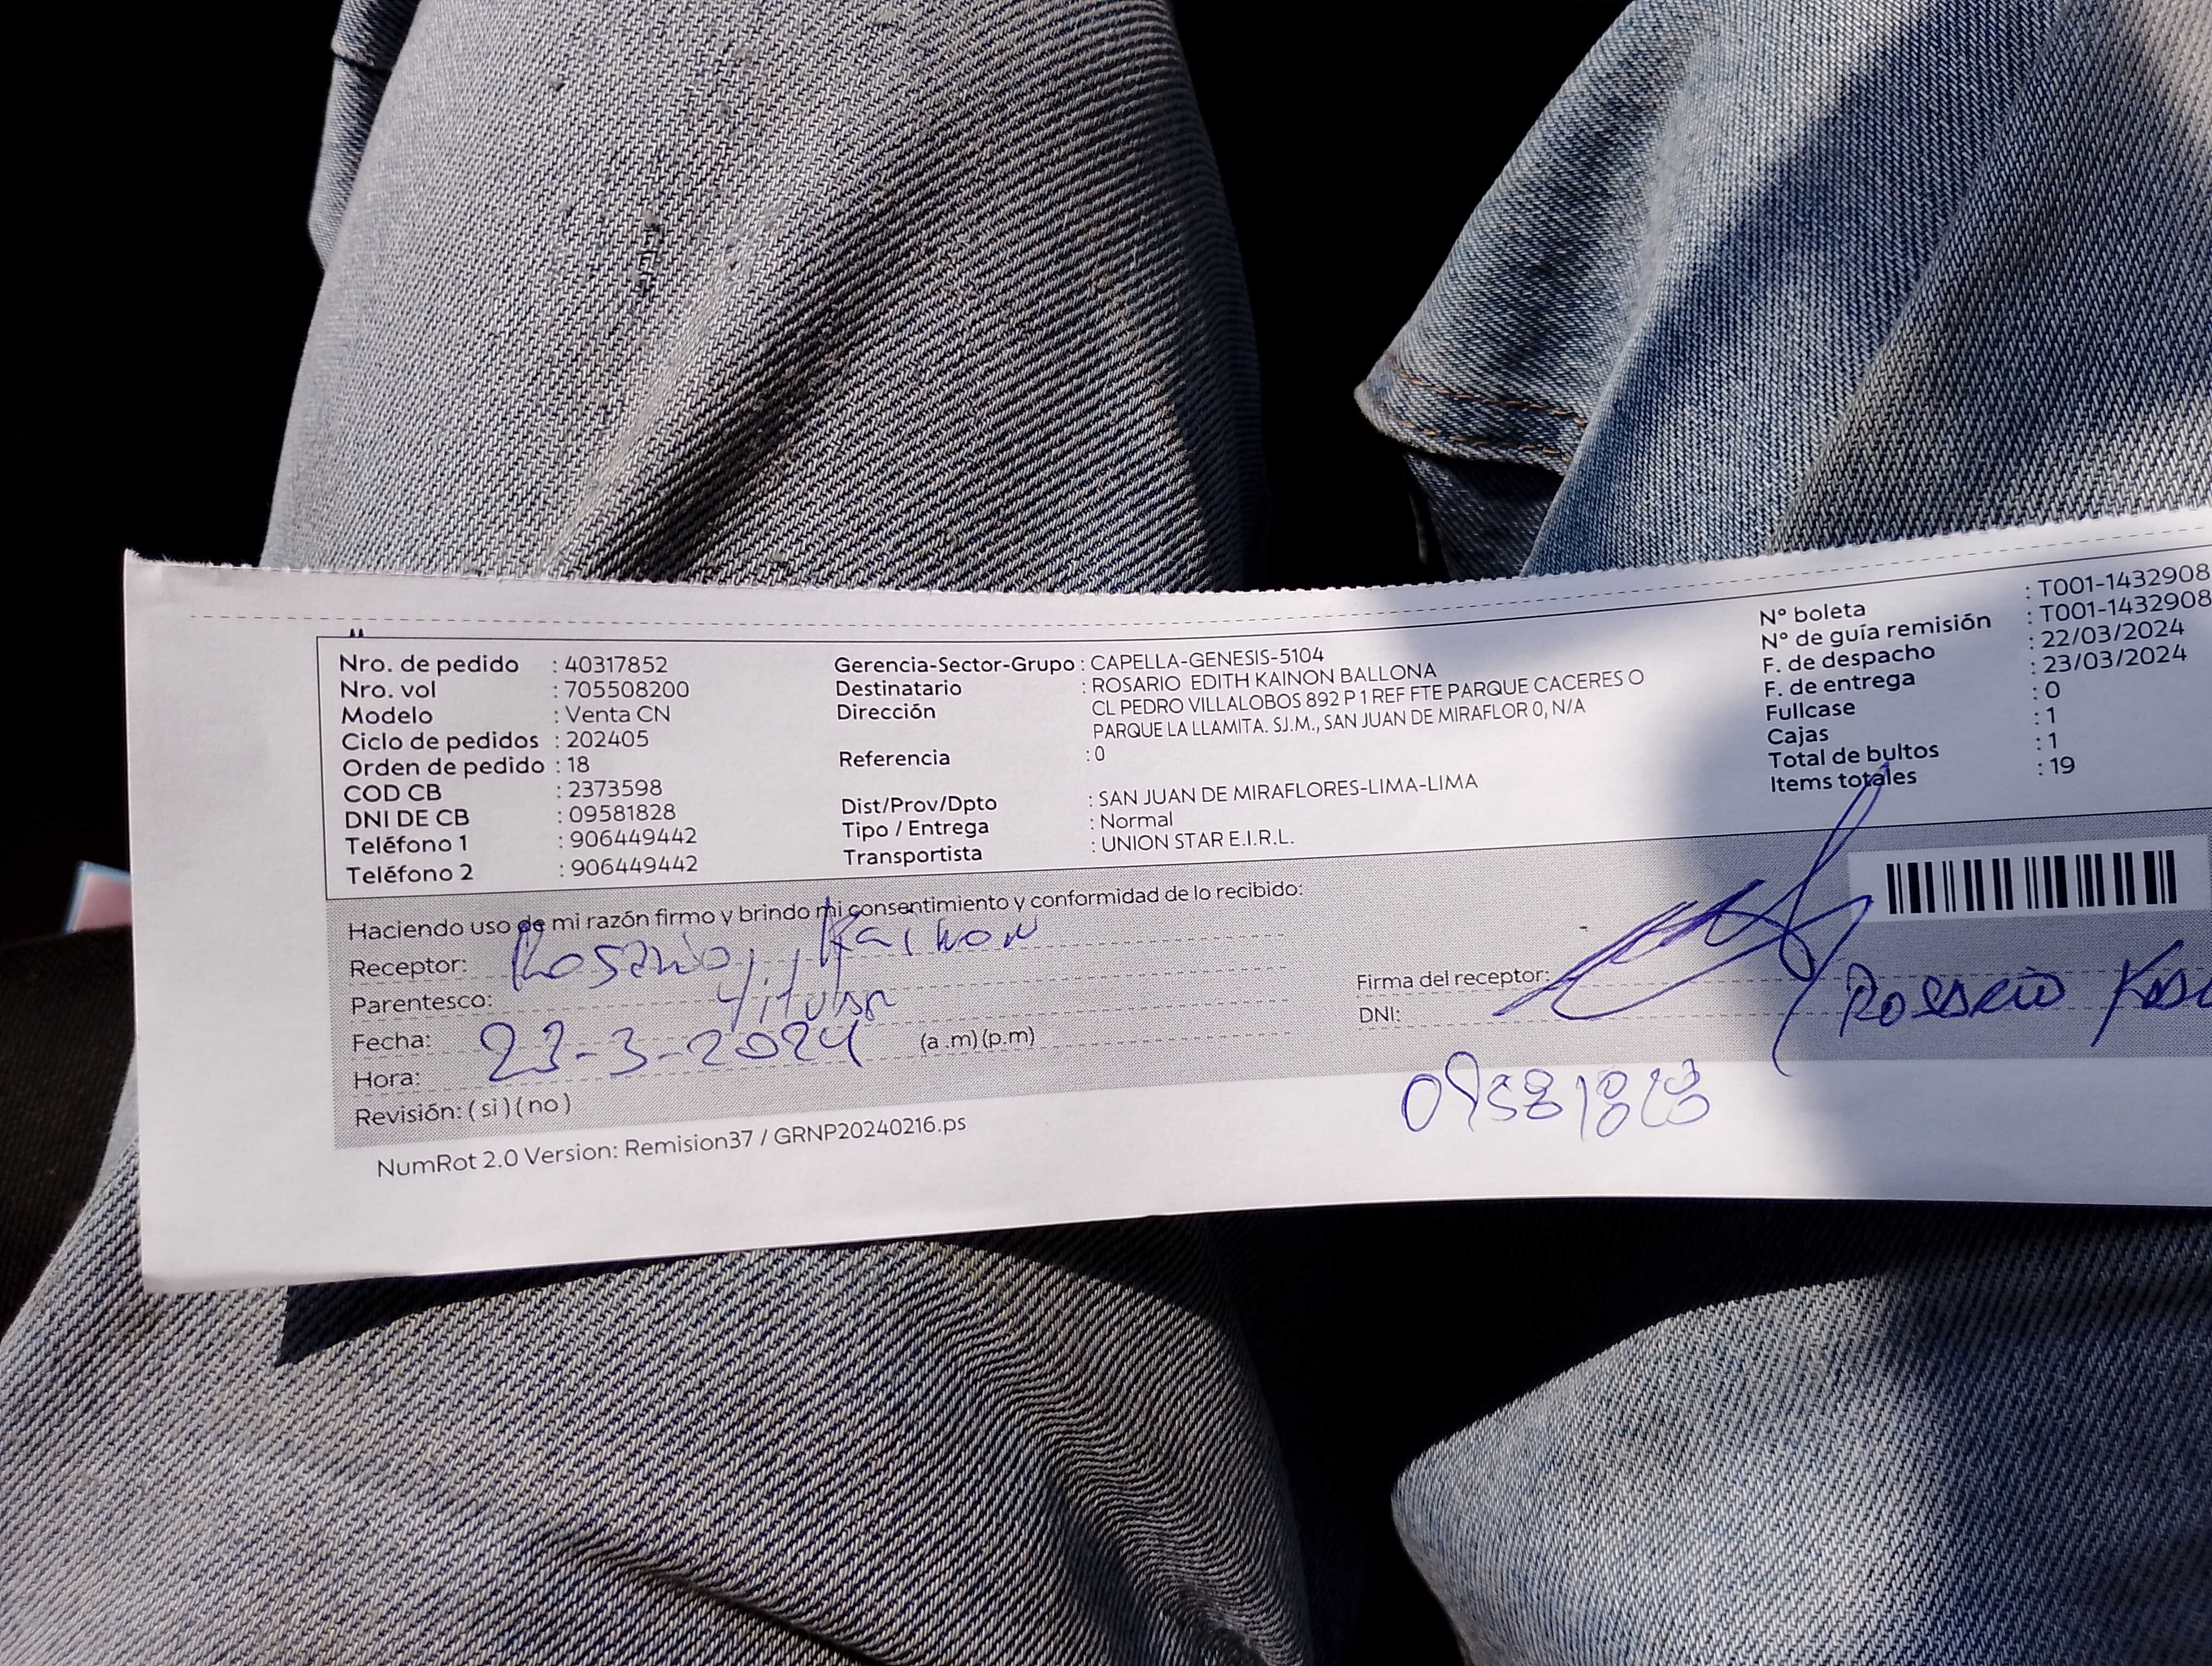 Nro. de pedido : 40317852
Nro. vol : 705508200
Modelo : Venta CN
Ciclo de pedidos : 202405
Orden de pedido : 18
COD CB : 2373598
DNI DE CB : 09581828
Teléfono 1 : 906449442
Teléfono 2 : 906449442
Gerencia-Sector-Grupo : CAPELLA-GENESIS-5104
Destinatario : ROSARIO EDITH KAINON BALLONA
Dirección CL PEDRO VILLALOBOS 892 P 1 REF FTE PARQUE CACERES O
PARQUE LA LLAMITA. SJ.M., SAN JUAN DE MIRAFLOR 0, N/A
Referencia : 0
Dist/Prov/Dpto : SAN JUAN DE MIRAFLORES-LIMA-LIMA
Tipo / Entrega : Normal
Transportista : UNION STAR E.I.R.L.
N° boleta : T001-1432908
N° de guía remisión : T001-1432908
F. de despacho : 22/03/2024
F. de entrega : 23/03/2024
Fullcase : 0
Cajas : 1
Total de bultos : 1
Items totales : 19
Haciendo uso de mi razón firmo y brindo mi consentimiento y conformidad de lo recibido:
Receptor: Rosario Kainon
Parentesco: Titular
Fecha: 23-3-2024 (a .m)(p.m)
Hora:
Revisión: (si)(no)
Firma del receptor:
DNI: 09581828
NumRot 2.0 Version: Remision37 / GRNP20240216.ps